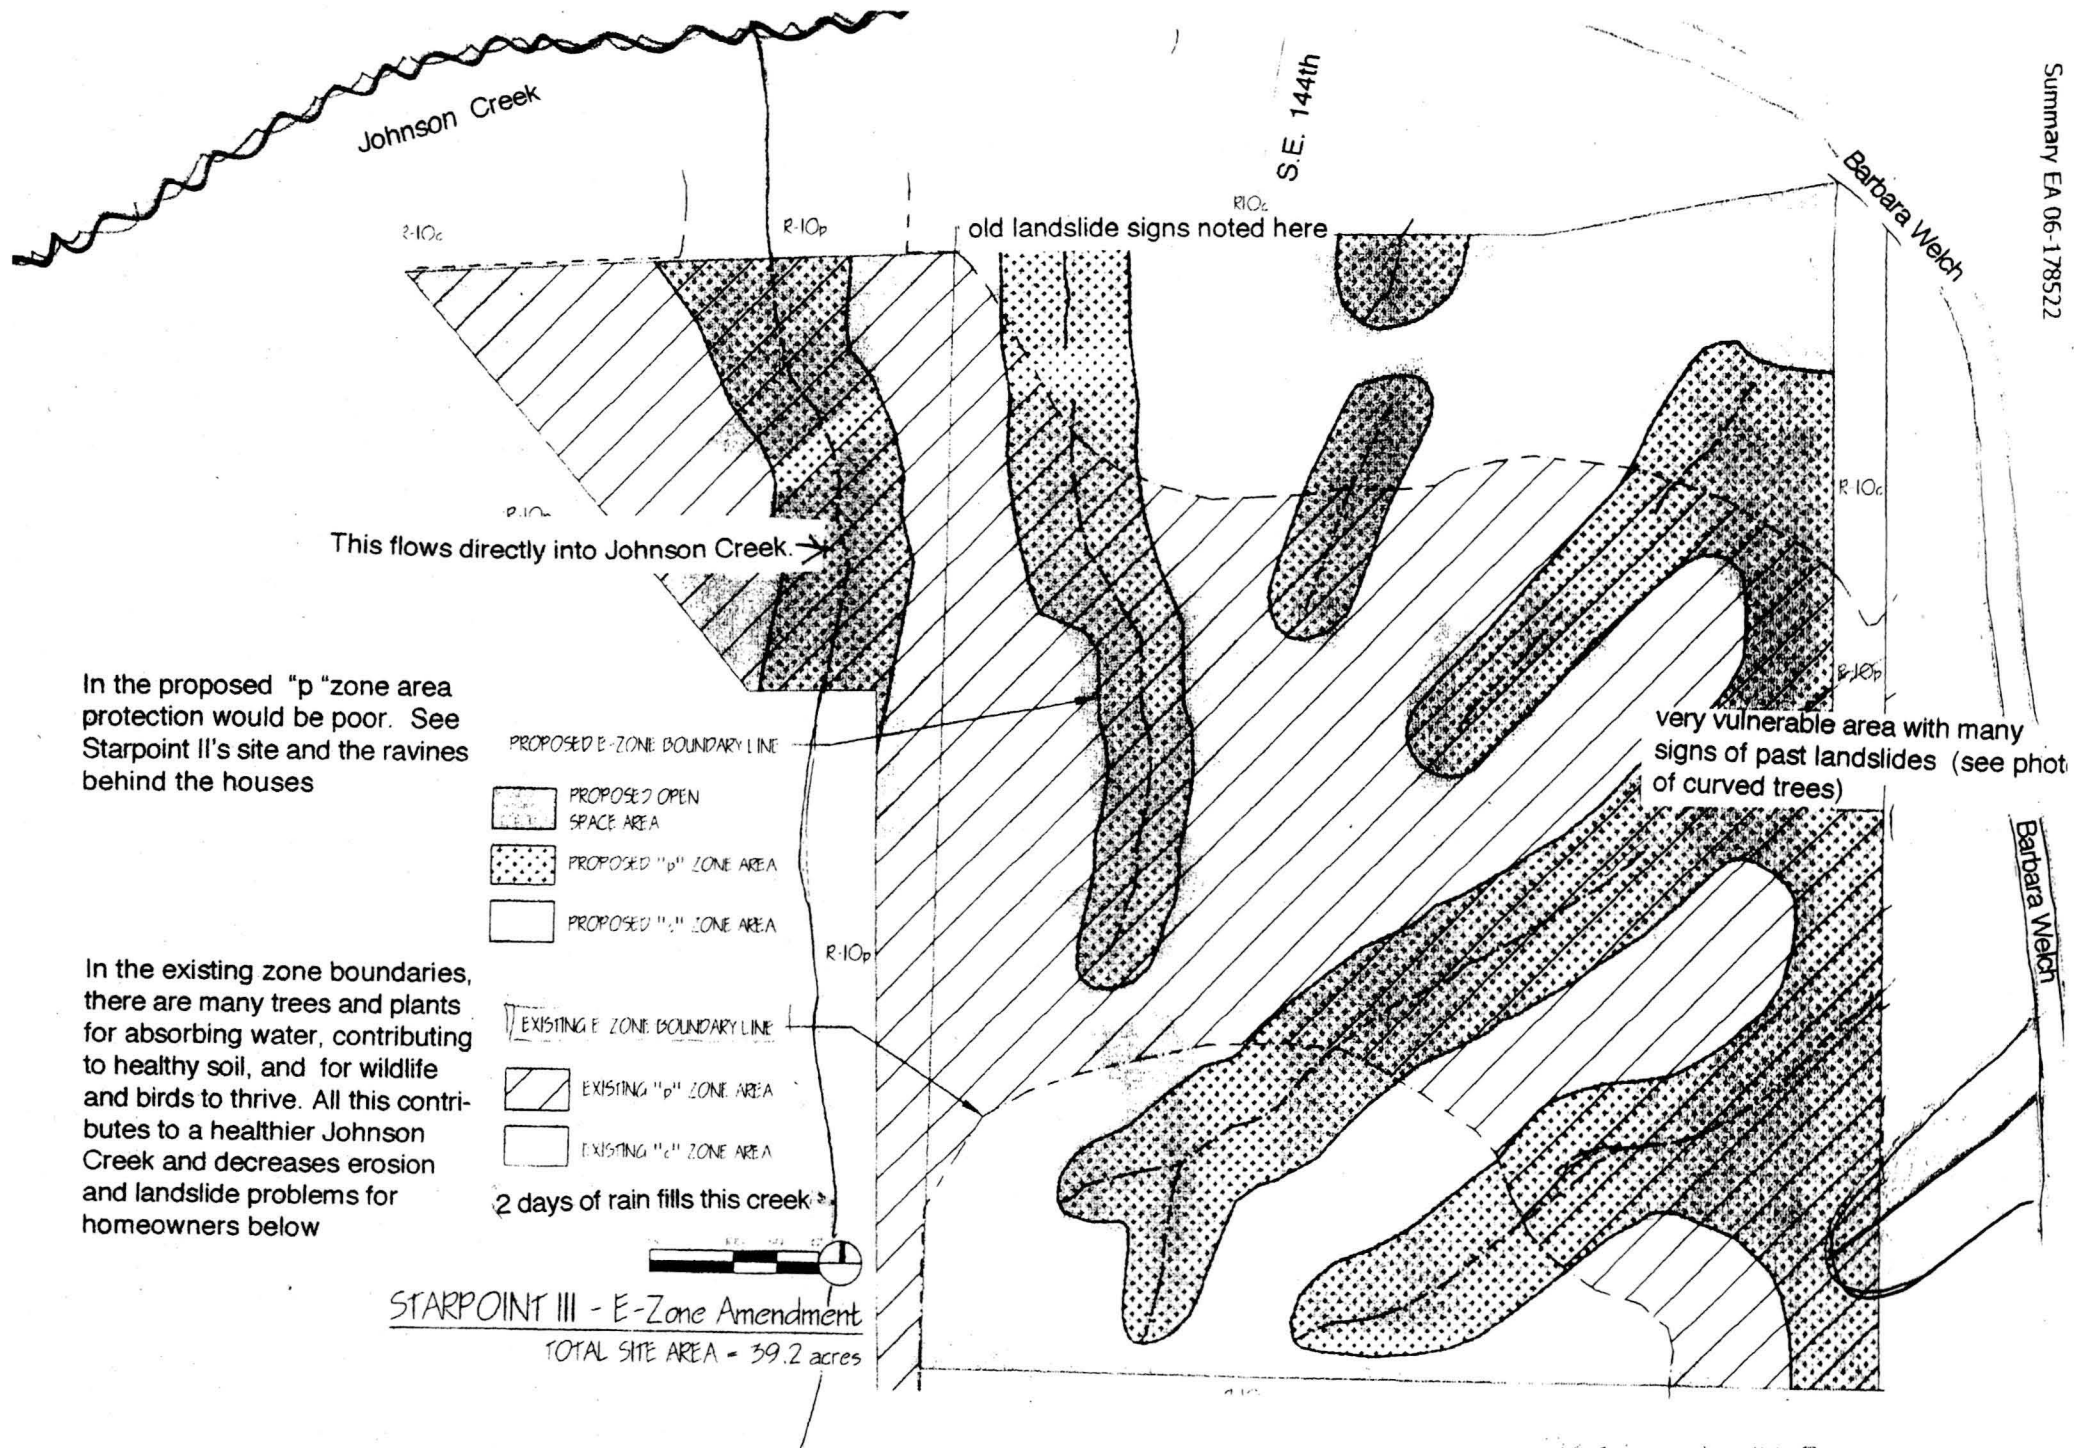 Summary EA 06-178522
Johnson Creek
S.E. 144th
Barbara Welch
R-10p
R10c
old landslide signs noted here
R-10c
This flows directly into Johnson Creek.
R-10p
In the proposed "p "zone area
protection would be poor. See
Starpoint II's site and the ravines
behind the houses
very vulnerable area with many
signs of past landslides (see phot
of curved trees)
PROPOSED E-ZONE BOUNDARY LINE
PROPOSED OPEN
SPACE AREA
PROPOSED "p" ZONE AREA
PROPOSED "c" ZONE AREA
Barbara Welch
R-10p
In the existing zone boundaries,
there are many trees and plants
for absorbing water, contributing
to healthy soil, and for wildlife
and birds to thrive. All this contri-
butes to a healthier Johnson
Creek and decreases erosion
and landslide problems for
homeowners below
EXISTING E ZONE BOUNDARY LINE
EXISTING "p" ZONE AREA
EXISTING "c" ZONE AREA
2 days of rain fills this creek
STARPOINT III - E-Zone Amendment
TOTAL SITE AREA = 39.2 acres